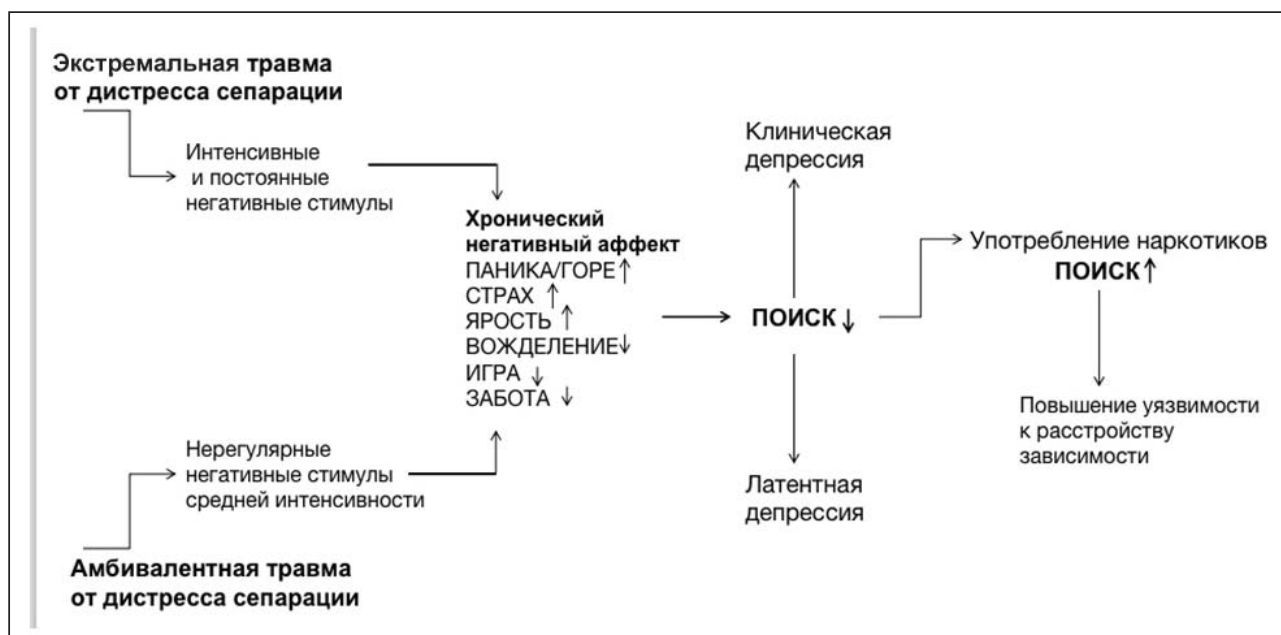 Экстремальная травма
от дистресса сепарации
Интенсивные
и постоянные
негативные стимулы
Хронический
негативный аффект
ПАНИКА/ГОРЕ ↑
СТРАХ ↑
ЯРОСТЬ ↑
ВОЖДЕЛЕНИЕ ↓
ИГРА ↓
ЗАБОТА ↓
Нерегулярные
негативные стимулы
средней интенсивности
Амбивалентная травма
от дистресса сепарации
Клиническая
депрессия
ПОИСК ↓
Латентная
депрессия
Употребление наркотиков
ПОИСК ↑
Повышение уязвимости
к расстройству
зависимости